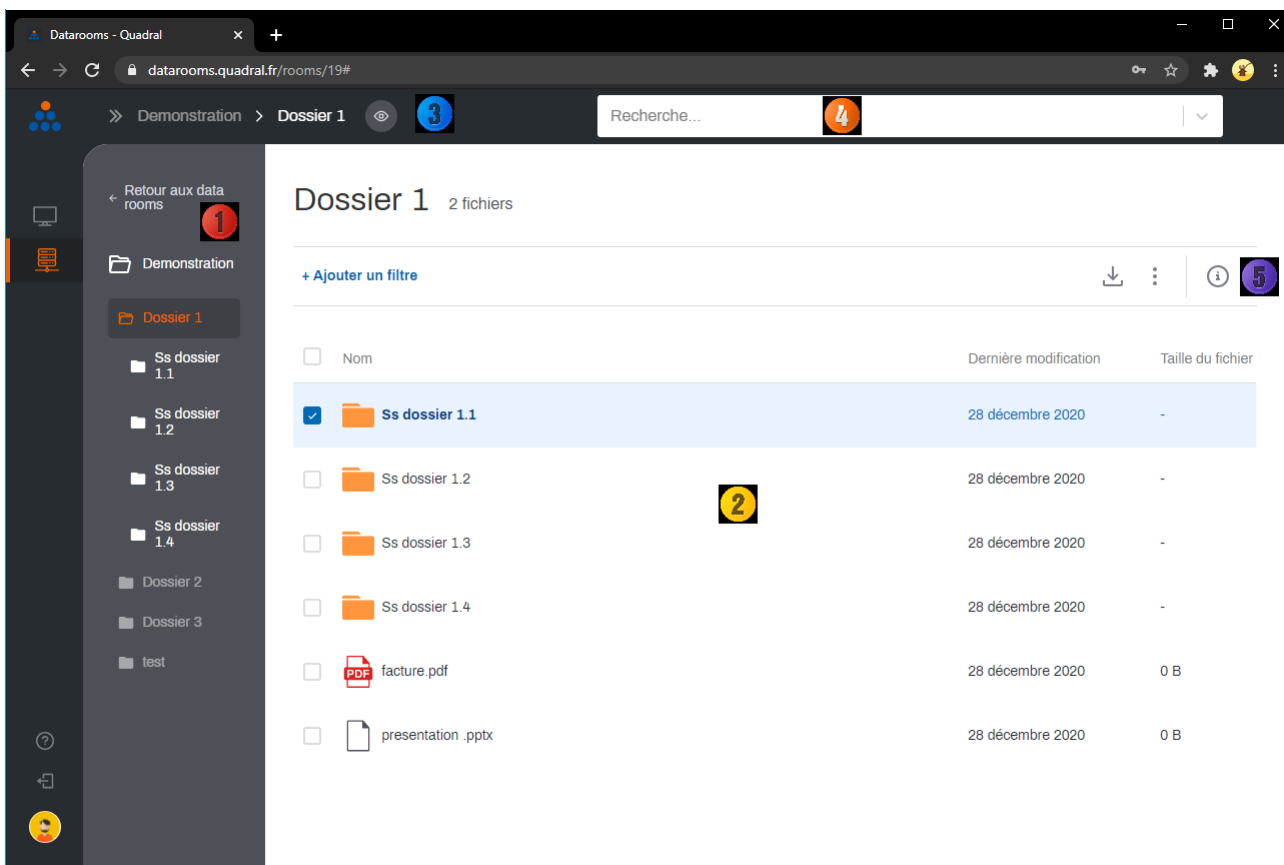 Datarooms - Quadral
datarooms.quadral.fr/rooms/19#
Demonstration > Dossier 1
3
Recherche...
4
Retour aux data
rooms
1
Demonstration
Dossier 1
Ss dossier
1.1
Ss dossier
1.2
Ss dossier
1.3
Ss dossier
1.4
Dossier 2
Dossier 3
test
Dossier 1 2 fichiers
+ Ajouter un filtre
5
Nom Dernière modification Taille du fichier
Ss dossier 1.1 28 décembre 2020 -
Ss dossier 1.2 28 décembre 2020 -
2
Ss dossier 1.3 28 décembre 2020 -
Ss dossier 1.4 28 décembre 2020 -
PDF facture.pdf 28 décembre 2020 0 B
presentation .pptx 28 décembre 2020 0 B